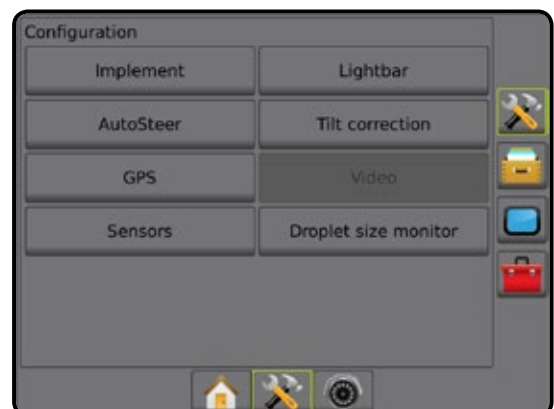 Configuration
Implement
Lightbar
AutoSteer
Tilt correction
GPS
Video
Sensors
Droplet size monitor